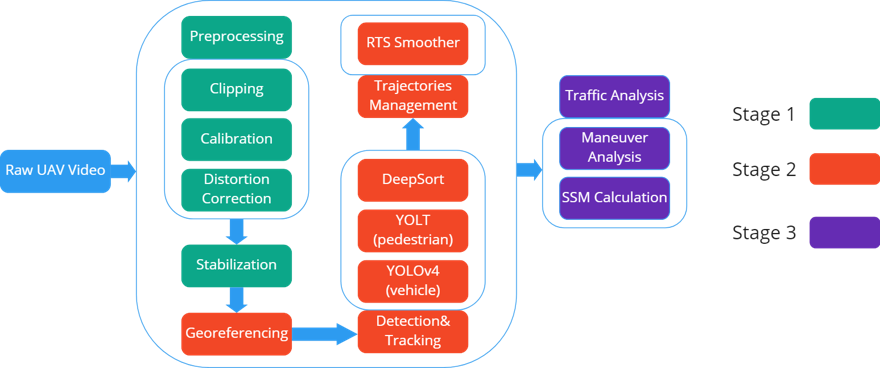 Raw UAV Video
Preprocessing
Clipping
Calibration
Distortion
Correction
Stabilization
Georeferencing
RTS Smoother
Trajectories
Management
DeepSort
YOLT
(pedestrian)
YOLOv4
(vehicle)
Detection&
Tracking
Traffic Analysis
Maneuver
Analysis
SSM Calculation
Stage 1
Stage 2
Stage 3